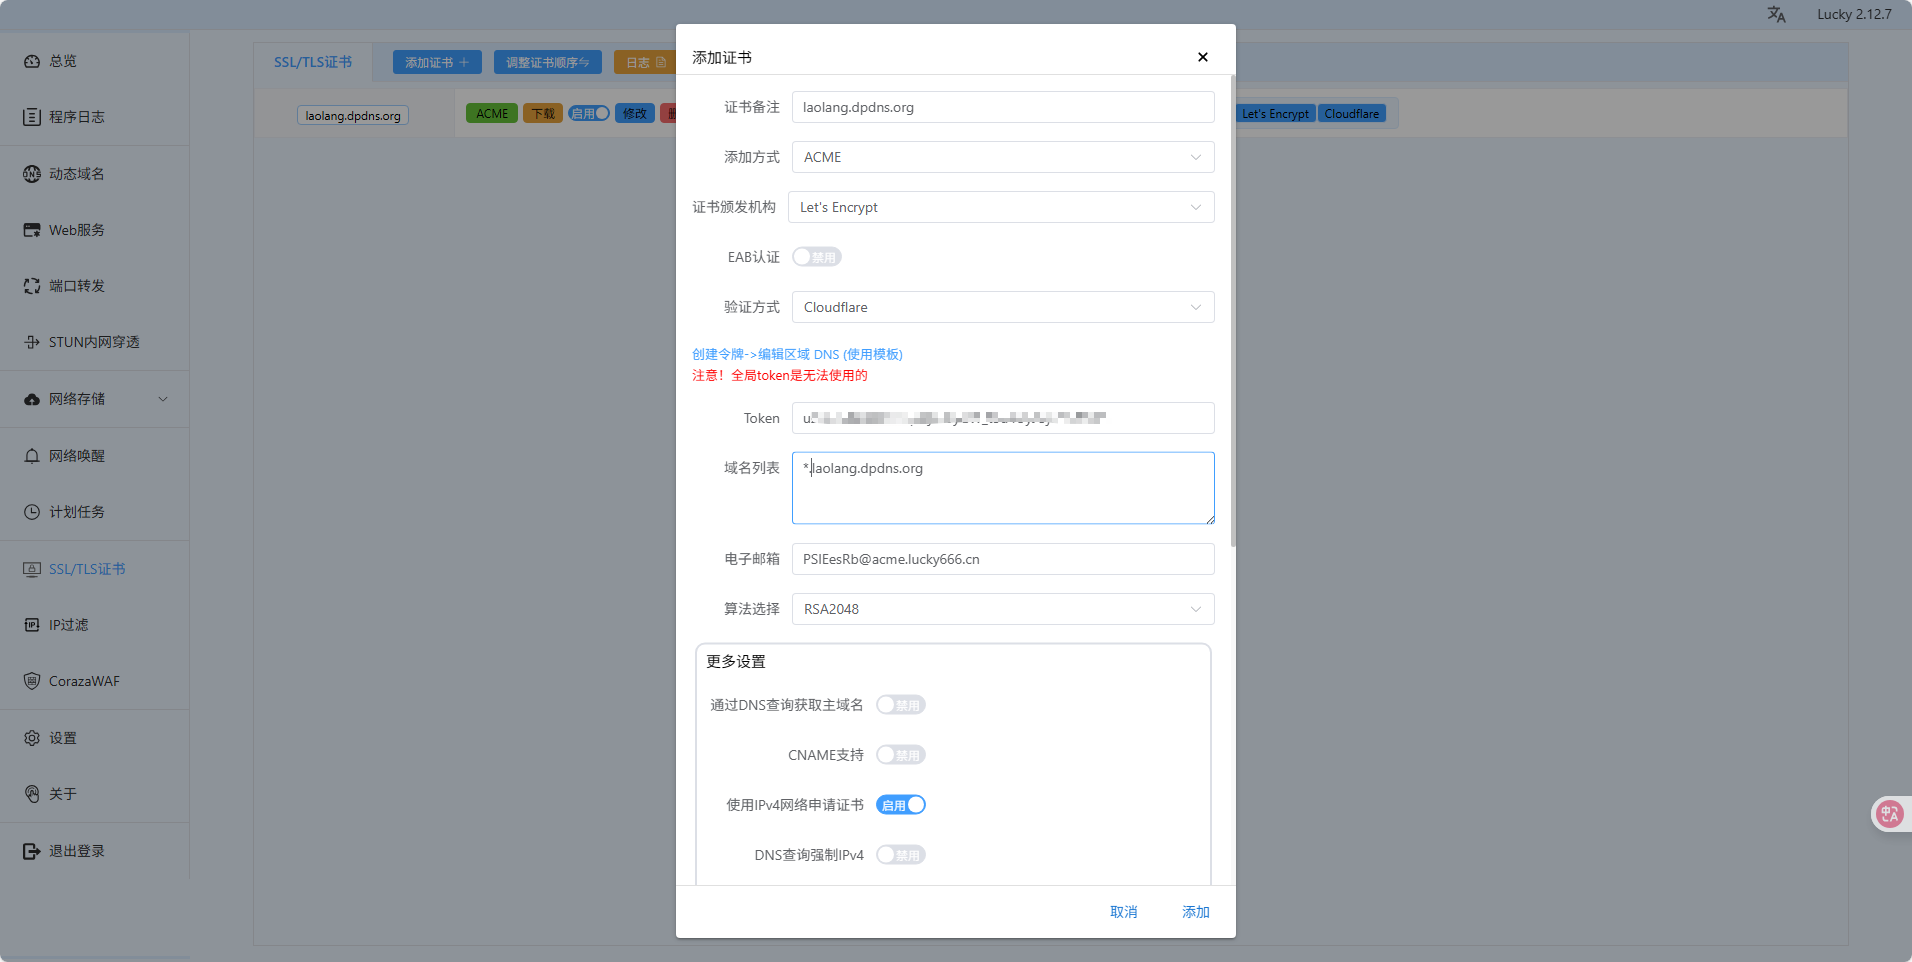 Lucky 2.12.7
总览
程序日志
动态域名
Web服务
端口转发
STUN内网穿透
网络存储
网络唤醒
计划任务
SSL/TLS证书
IP过滤
CorazaWAF
设置
关于
退出登录
SSL/TLS证书
添加证书
调整证书顺序
日志
laolang.dpdns.org
ACME
下载
启用
修改
Let's Encrypt
Cloudflare
添加证书
证书备注 laolang.dpdns.org
添加方式 ACME
证书颁发机构 Let's Encrypt
EAB认证 禁用
验证方式 Cloudflare
创建令牌->编辑区域 DNS (使用模板)
注意！全局token是无法使用的
Token
域名列表 *.laolang.dpdns.org
电子邮箱 PSIEesRb@acme.lucky666.cn
算法选择 RSA2048
更多设置
通过DNS查询获取主域名 禁用
CNAME支持 禁用
使用IPv4网络申请证书 启用
DNS查询强制IPv4 禁用
取消 添加